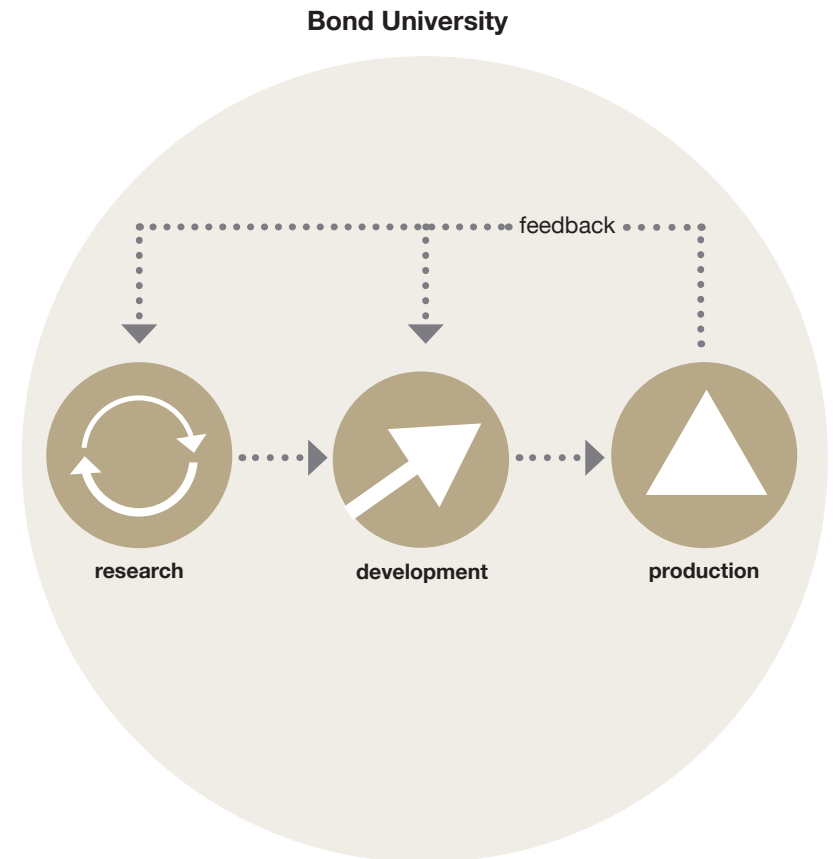 Bond University
feedback
research
development
production